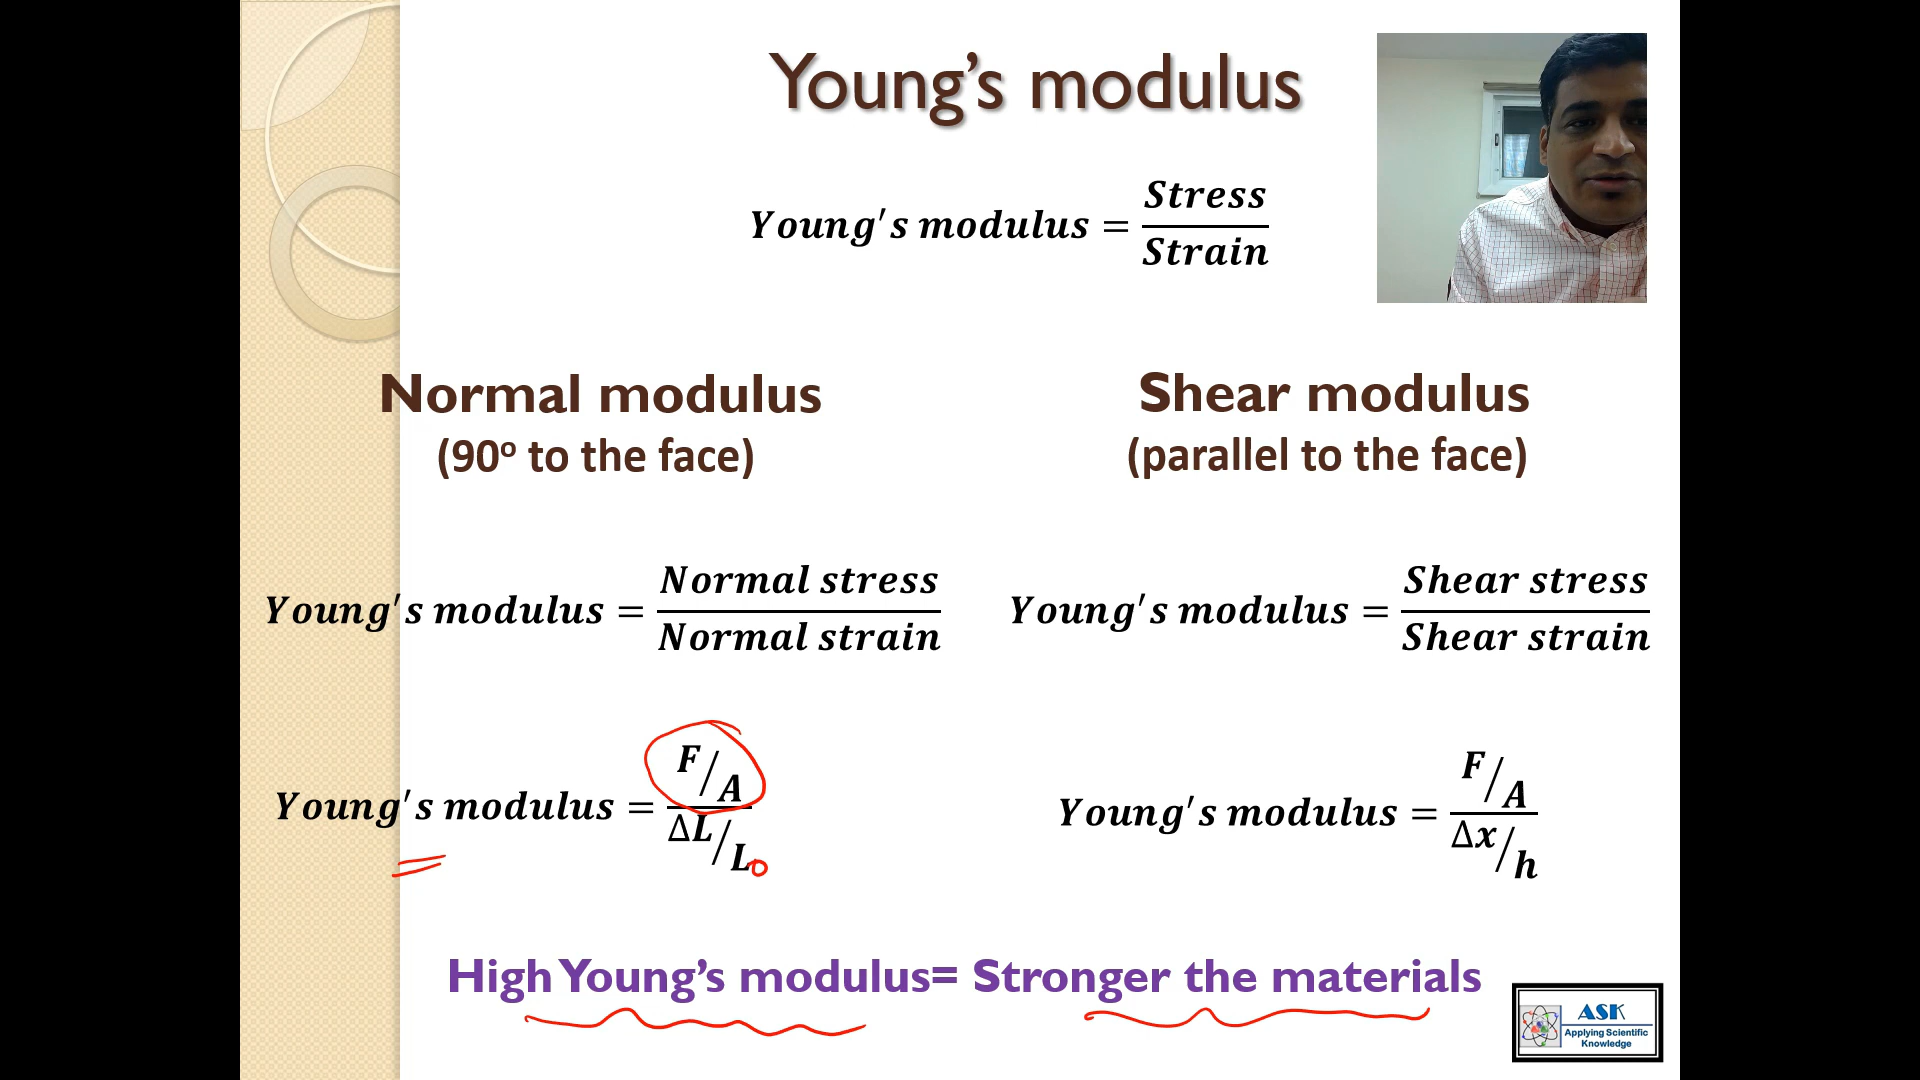 Young's modulus
Young's modulus = Stress / Strain
Normal modulus
(90º to the face)
Shear modulus
(parallel to the face)
Young's modulus = Normal stress / Normal strain
Young's modulus = Shear stress / Shear strain
Young's modulus = F/A / ΔL/L₀
Young's modulus = F/A / Δx/h
High Young's modulus= Stronger the materials
ASK
Applying Scientific
Knowledge